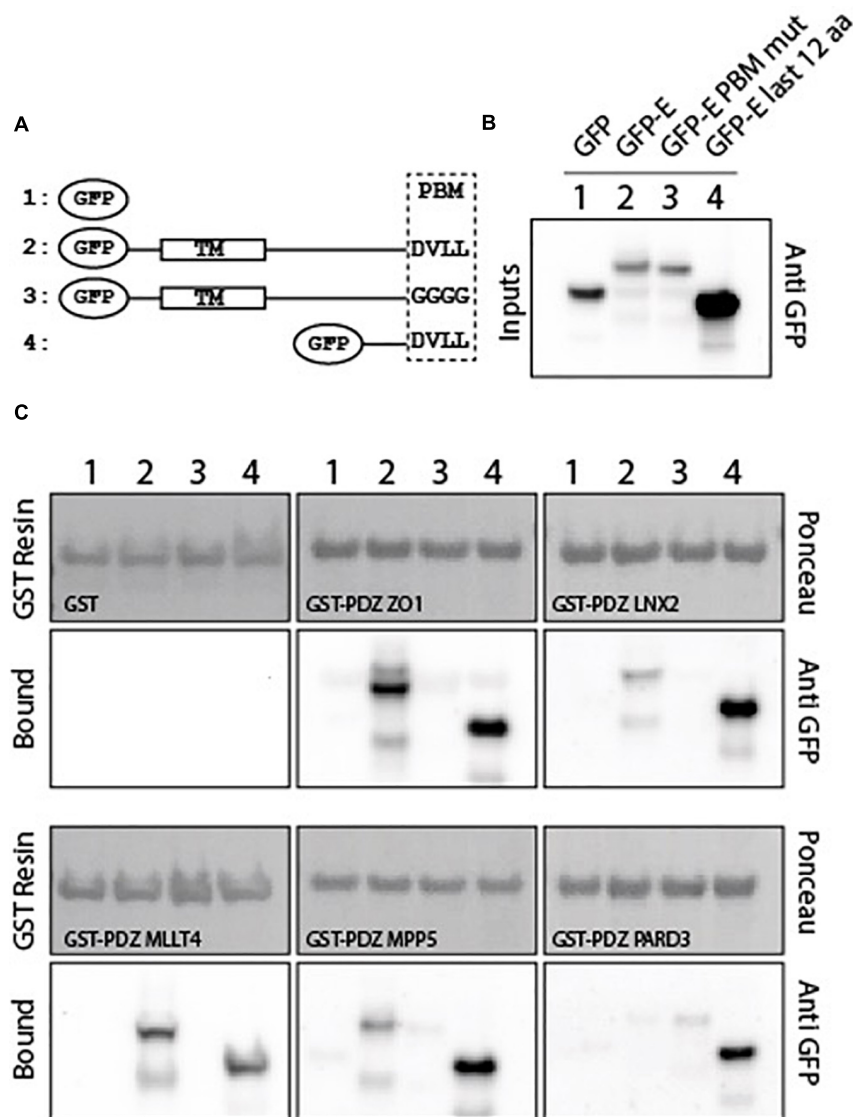 A
1: GFP PBM
2: GFP TM DVLL
3: GFP TM GGGG
4: GFP DVLL
B
GFP GFP-E GFP-E PBM mut GFP-E last 12 aa
1 2 3 4
Inputs Anti GFP
C
1 2 3 4 1 2 3 4 1 2 3 4
GST Resin GST GST-PDZ ZO1 GST-PDZ LNX2 Ponceau
Bound Anti GFP
GST Resin GST-PDZ MLLT4 GST-PDZ MPP5 GST-PDZ PARD3 Ponceau
Bound Anti GFP